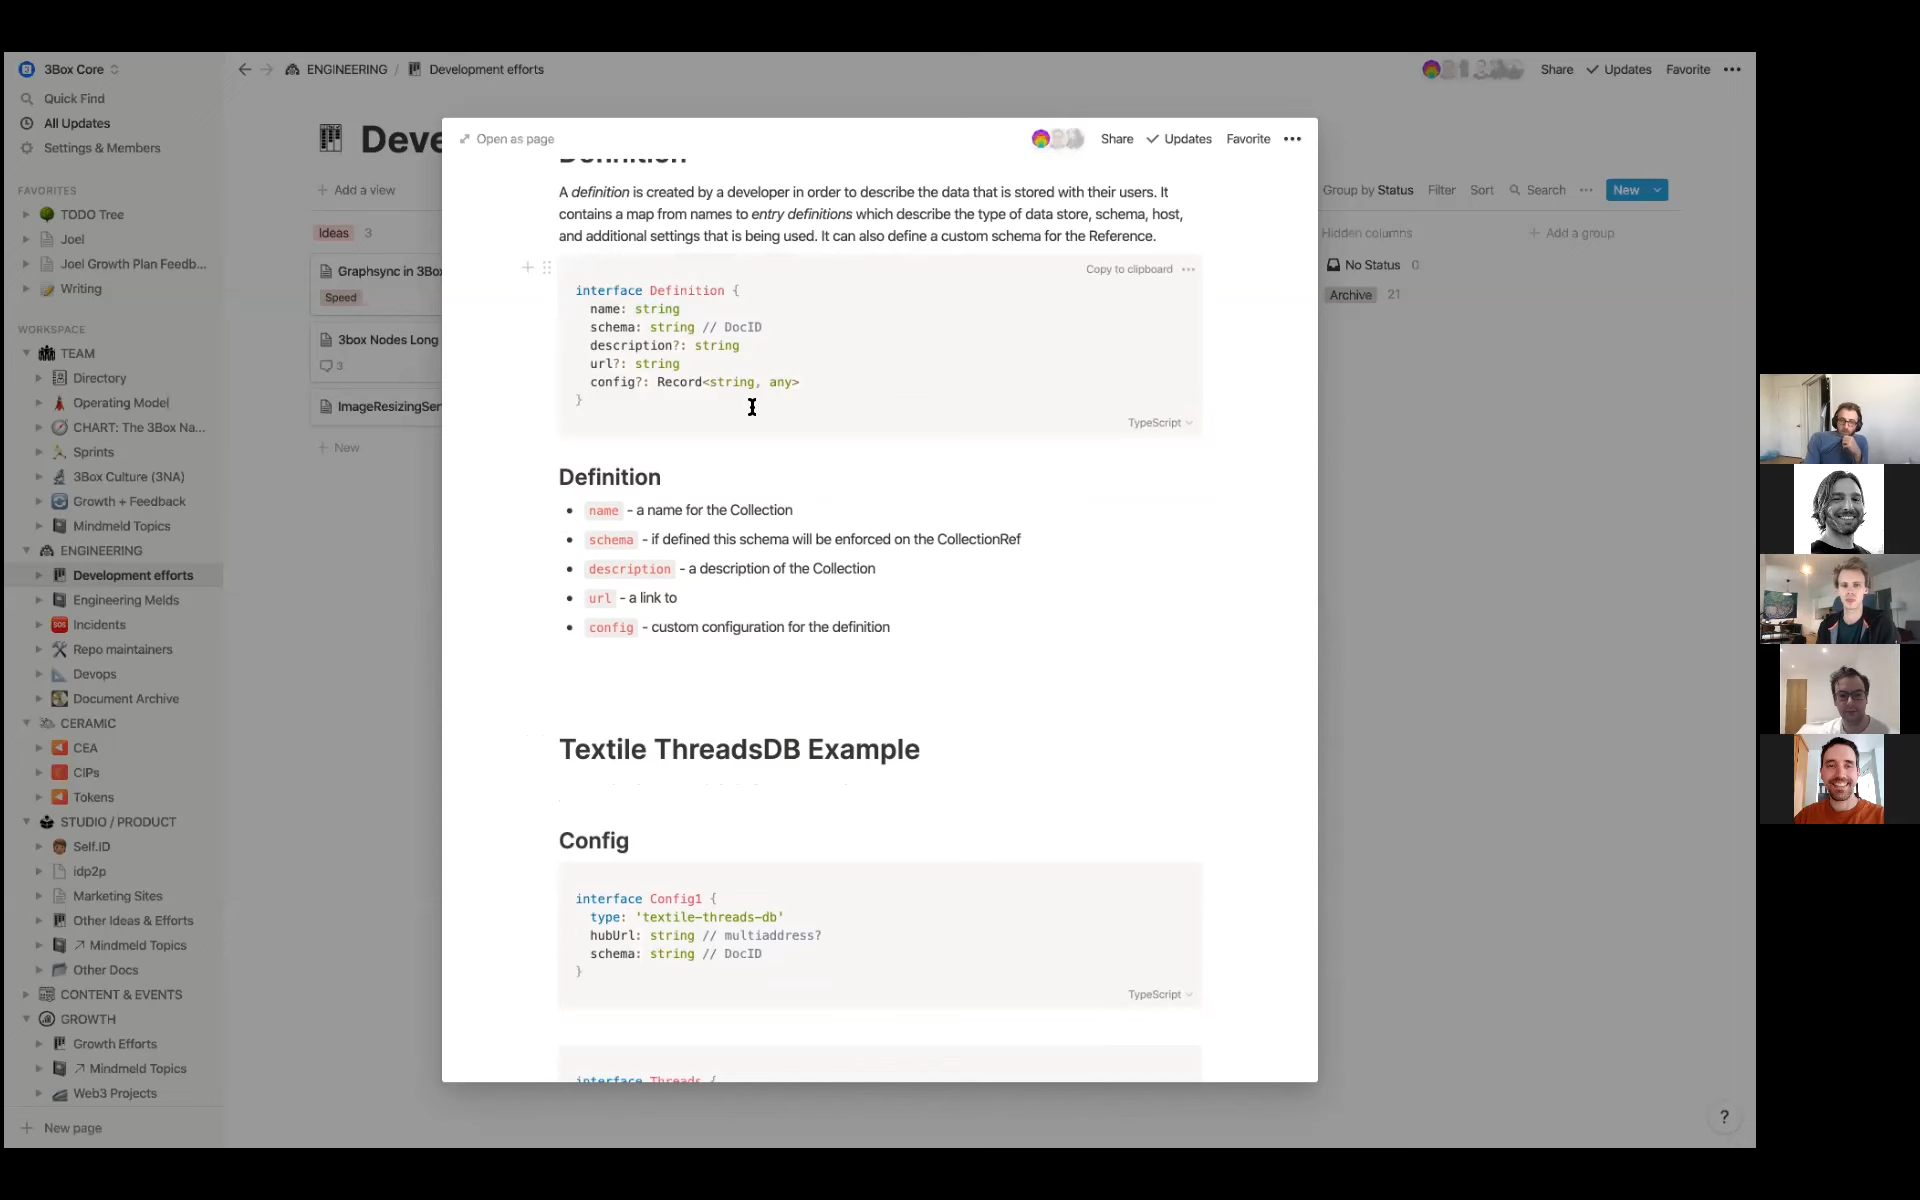 3Box Core
Quick Find
All Updates
Settings & Members
FAVORITES
TODO Tree
Joel
Joel Growth Plan Feedb...
Writing
WORKSPACE
TEAM
Directory
Operating Model
CHART: The 3Box Na...
Sprints
3Box Culture (3NA)
Growth + Feedback
Mindmeld Topics
ENGINEERING
Development efforts
Engineering Melds
Incidents
Repo maintainers
Devops
Document Archive
CERAMIC
CEA
CIPs
Tokens
STUDIO / PRODUCT
Self.ID
idp2p
Marketing Sites
Other Ideas & Efforts
Mindmeld Topics
Other Docs
CONTENT & EVENTS
GROWTH
Growth Efforts
Mindmeld Topics
Web3 Projects
New page
ENGINEERING / Development efforts
Share Updates Favorite
Deve
Add a view
Group by Status Filter Sort Search New
Ideas 3
Hidden columns
Add a group
Graphsync in 3Box
Speed
No Status 0
Archive 21
3box Nodes Long
3
ImageResizingSer
New
Open as page
Share Updates Favorite
Definition
A definition is created by a developer in order to describe the data that is stored with their users. It
contains a map from names to entry definitions which describe the type of data store, schema, host,
and additional settings that is being used. It can also define a custom schema for the Reference.
Copy to clipboard
interface Definition {
name: string
schema: string // DocID
description?: string
url?: string
config?: Record<string, any>
}
TypeScript
Definition
name - a name for the Collection
schema - if defined this schema will be enforced on the CollectionRef
description - a description of the Collection
url - a link to
config - custom configuration for the definition
Textile ThreadsDB Example
Config
interface Config1 {
type: 'textile-threads-db'
hubUrl: string // multiaddress?
schema: string // DocID
}
TypeScript
interface Threads {
?